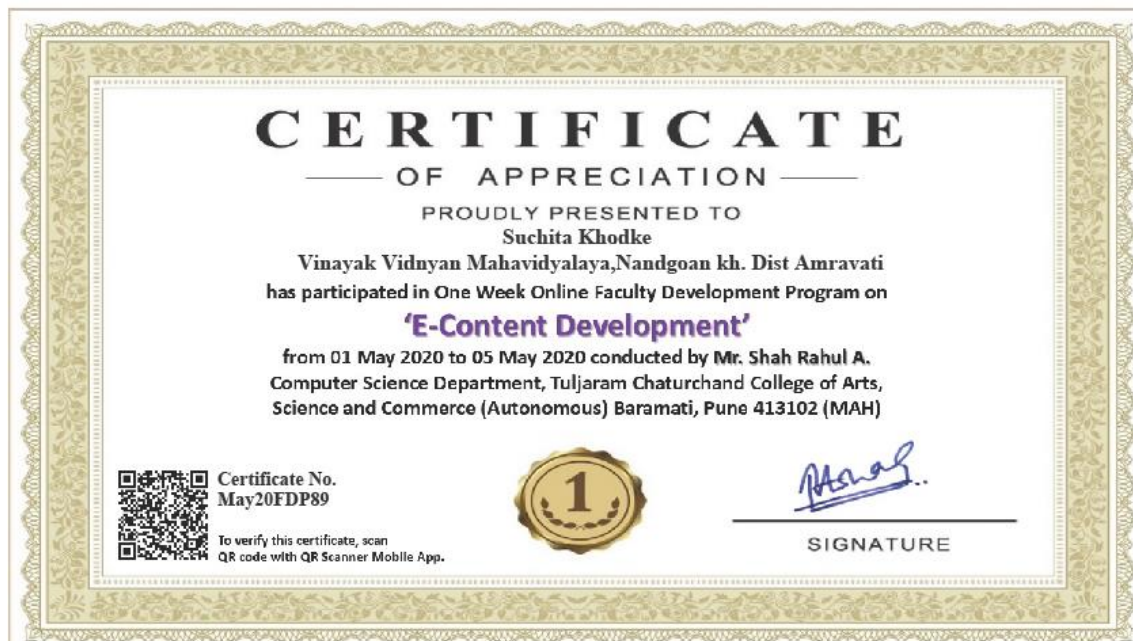 CERTIFICATE
OF APPRECIATION
PROUDLY PRESENTED TO
Suchita Khodke
Vinayak Vidnyan Mahavidyalaya,Nandgoan kh. Dist Amravati
has participated in One Week Online Faculty Development Program on
‘E-Content Development’
from 01 May 2020 to 05 May 2020 conducted by Mr. Shah Rahul A.
Computer Science Department, Tuljaram Chaturchand College of Arts,
Science and Commerce (Autonomous) Baramati, Pune 413102 (MAH)
Certificate No.
May20FDP89
To verify this certificate, scan
QR code with QR Scanner Mobile App.
1
SIGNATURE